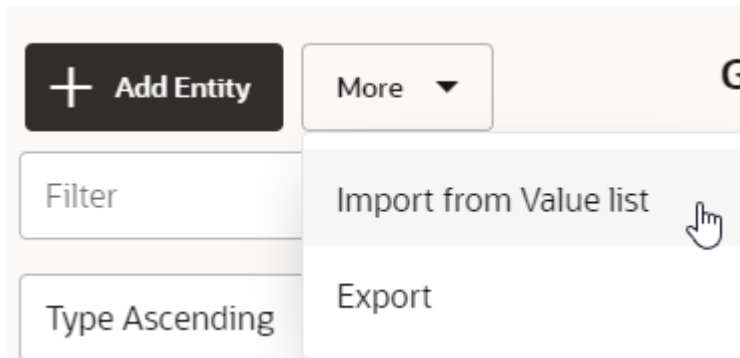 Add Entity
More
G
Filter
Import from Value list
Export
Type Ascending